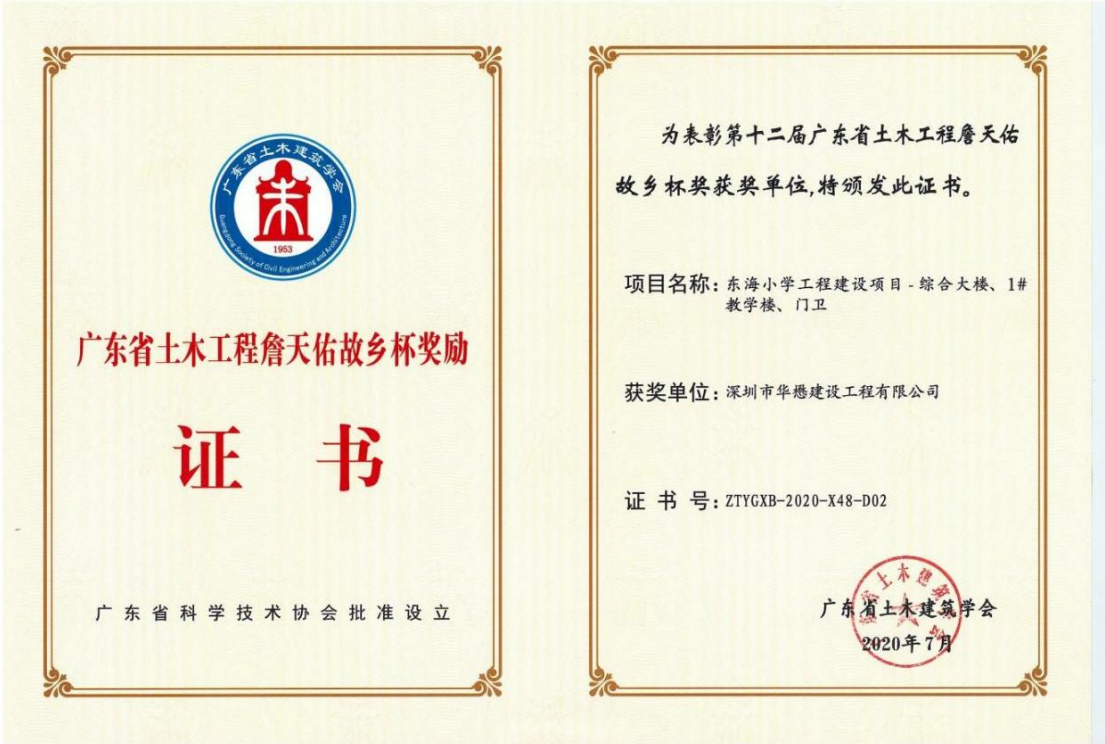 广东省土木建筑学会
未
1953
Guangdong Society of Civil Engineering and Architecture
广东省土木工程詹天佑故乡杯奖励
证 书
广东省科学技术协会批准设立
为表彰第十二届广东省土木工程詹天佑
故乡杯奖获奖单位,特颁发此证书。
项目名称:东海小学工程建设项目-综合大楼、1#
教学楼、门卫
获奖单位:深圳市华懋建设工程有限公司
证 书 号:ZTYGXB-2020-X48-D02
广东省土木建筑学会
2020年7月